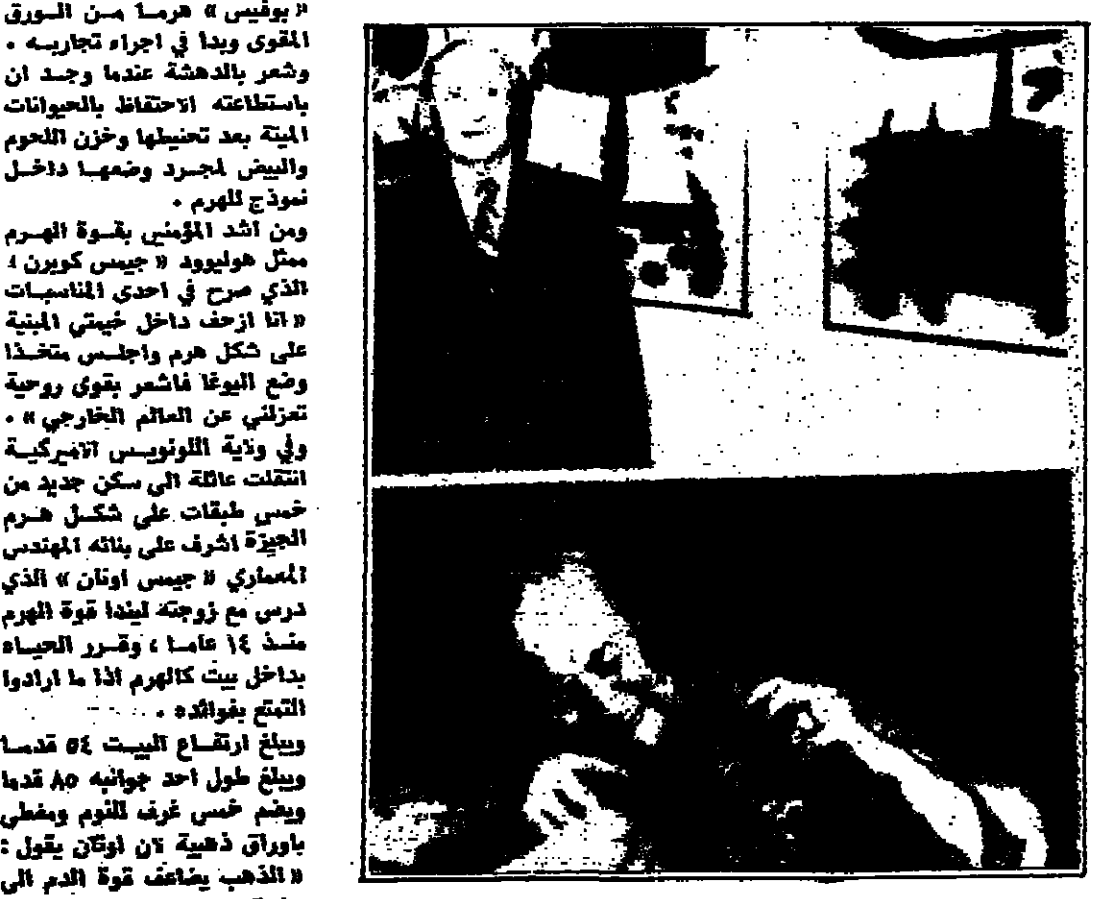 « بوفيس » هرما من الورق
المقوى وبدا في اجراء تجاربه .
وشعر بالدهشة عندما وجد ان
باستطاعته الاحتفاظ بالحيوانات
الميتة بعد تحنيطها وخزن اللحوم
والبيض لمجرد وضعها داخل
نموذج للهرم .
ومن اشد المؤمنين بقوة الهرم
ممثل هوليوود « جيمس كوبرن »
الذي صرح في احدى المناسبات
« انا ازحف داخل خيمتي المبنية
على شكل هرم واجلس متخذا
وضع اليوغا فاشعر بقوى روحية
تعزلني عن العالم الخارجي » .
وفي ولاية اللونويس الاميركية
انتقلت عائلة الى سكن جديد من
خمس طبقات على شكل هرم
الجيزة اشرف على بنائه المهندس
المعماري « جيمس اونان » الذي
درس مع زوجته ليندا قوة الهرم
منذ ١٤ عاما ، وقرر الحياه
بداخل بيت كالهرم اذا ما ارادوا
التمتع بفوائده .
ويبلغ ارتفاع البيت ٥٤ قدما
ويبلغ طول احد جوانبه ٨٥ قدما
ويضم خمس غرف للنوم ومغطى
باوراق ذهبية لان اونان يقول :
« الذهب يضاعف قوة الدم الى